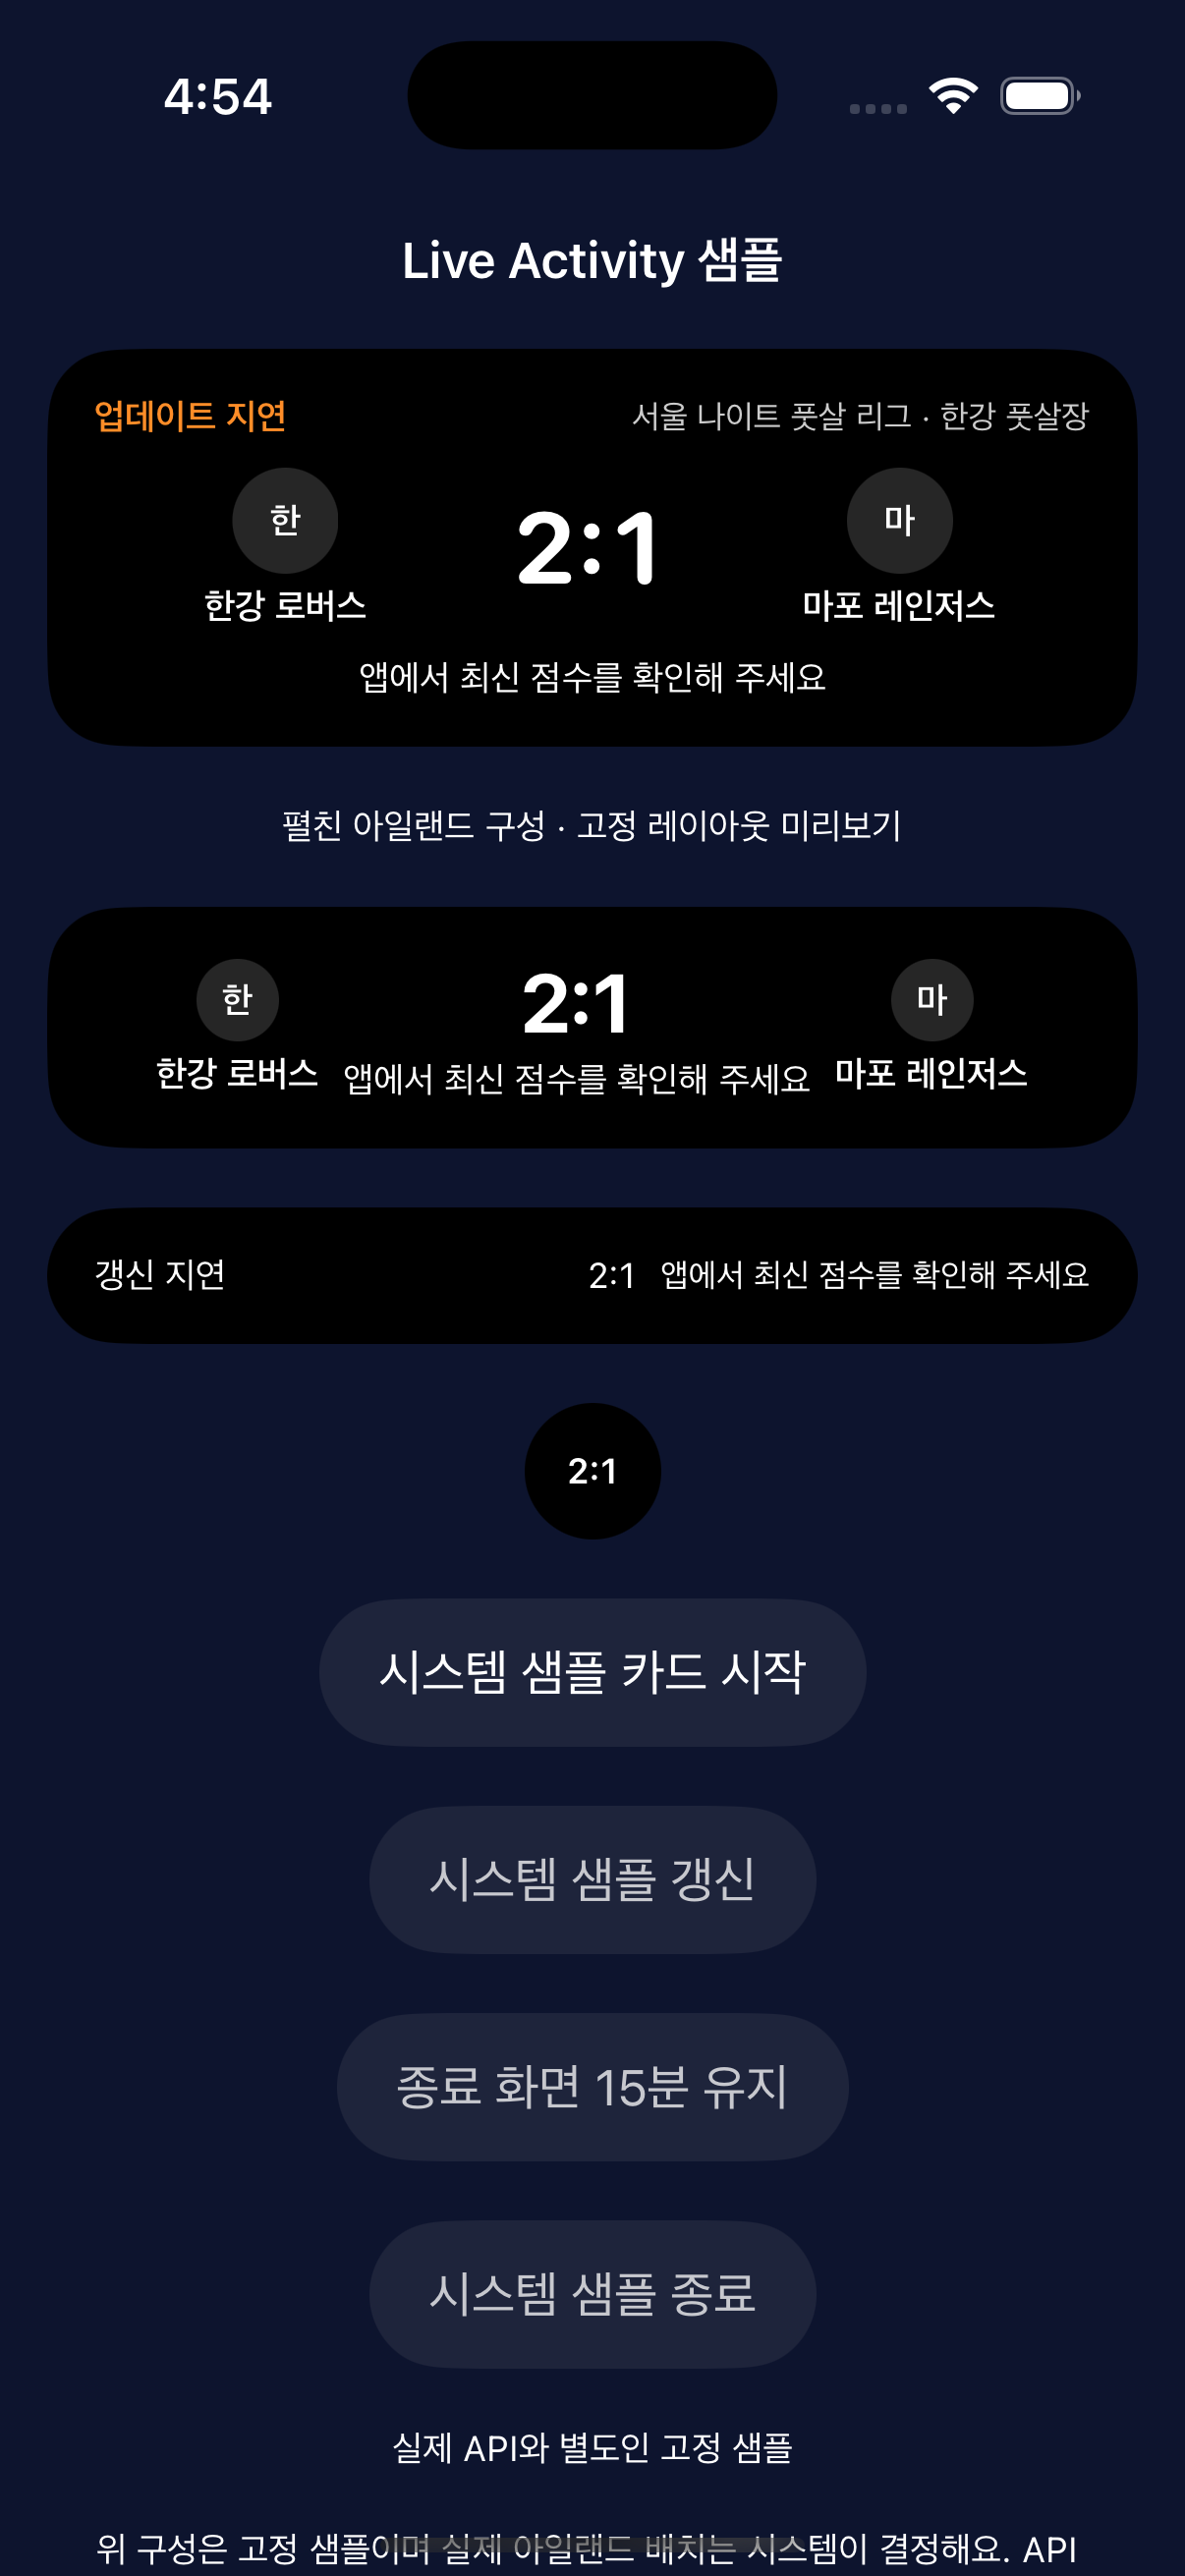 4:54
Live Activity 샘플
업데이트 지연 서울 나이트 풋살 리그 · 한강 풋살장
한 2:1 마
한강 로버스 마포 레인저스
앱에서 최신 점수를 확인해 주세요
펼친 아일랜드 구성 · 고정 레이아웃 미리보기
한 2:1 마
한강 로버스 앱에서 최신 점수를 확인해 주세요 마포 레인저스
갱신 지연 2:1 앱에서 최신 점수를 확인해 주세요
2:1
시스템 샘플 카드 시작
시스템 샘플 갱신
종료 화면 15분 유지
시스템 샘플 종료
실제 API와 별도인 고정 샘플
위 구성은 고정 샘플이며 실제 아일랜드 배치는 시스템이 결정해요. API